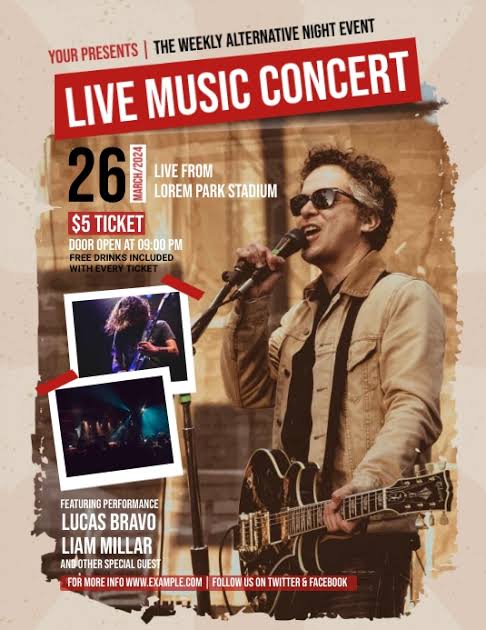 YOUR PRESENTS | THE WEEKLY ALTERNATIVE NIGHT EVENT
LIVE MUSIC CONCERT
26
MARCH/2024
LIVE FROM
LOREM PARK STADIUM
$5 TICKET
DOOR OPEN AT 09:00 PM
FREE DRINKS INCLUDED
WITH EVERY TICKET
FEATURING PERFORMANCE
LUCAS BRAVO
LIAM MILLAR
AND OTHER SPECIAL GUEST
FOR MORE INFO WWW.EXAMPLE.COM | FOLLOW US ON TWITTER & FACEBOOK